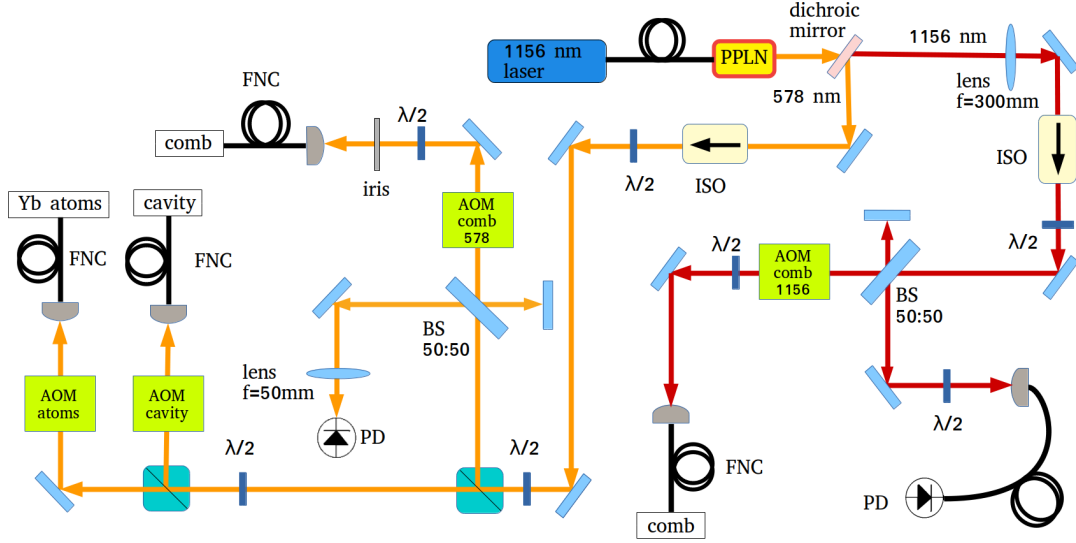 dichroic
mirror
1156 nm
laser
PPLN
1156 nm
578 nm
lens
f=300mm
FNC
λ/2
comb
iris
λ/2
ISO
ISO
Yb atoms
cavity
AOM
comb
578
FNC
FNC
λ/2
λ/2
AOM
comb
1156
BS
50:50
BS
50:50
lens
f=50mm
AOM
atoms
AOM
cavity
PD
λ/2
λ/2
λ/2
FNC
PD
comb